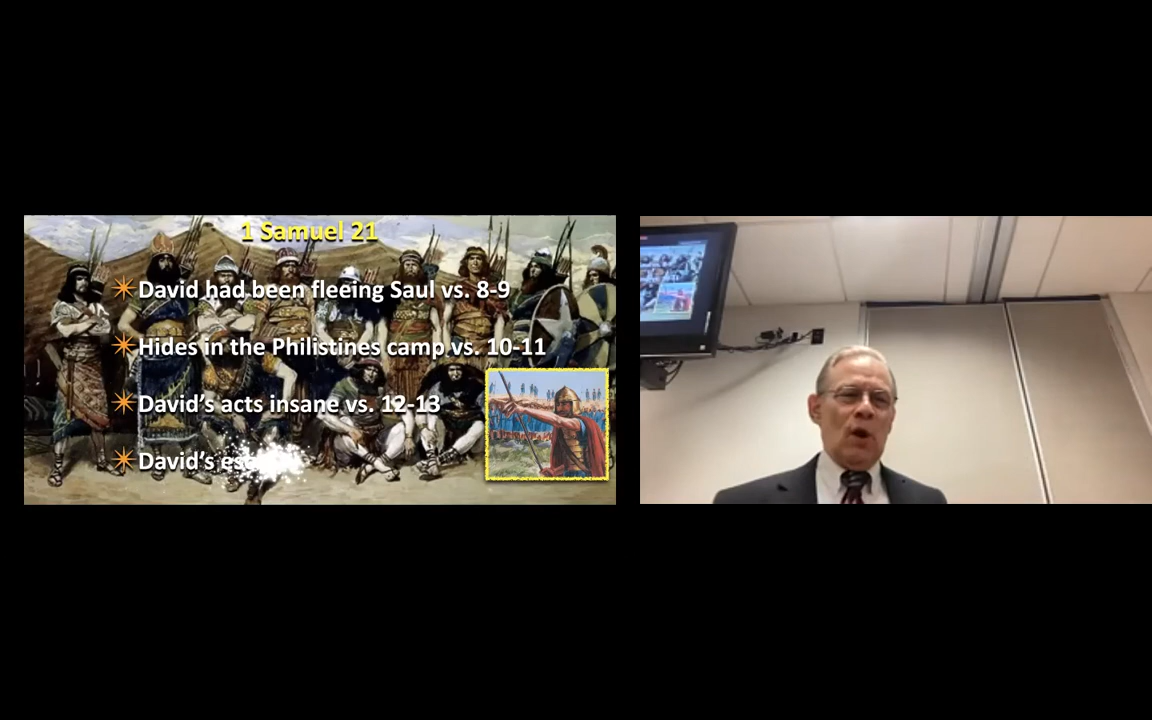 1 Samuel 21
David had been fleeing Saul vs. 8-9
Hides in the Philistines camp vs. 10-11
David's acts insane vs. 12-13
David's